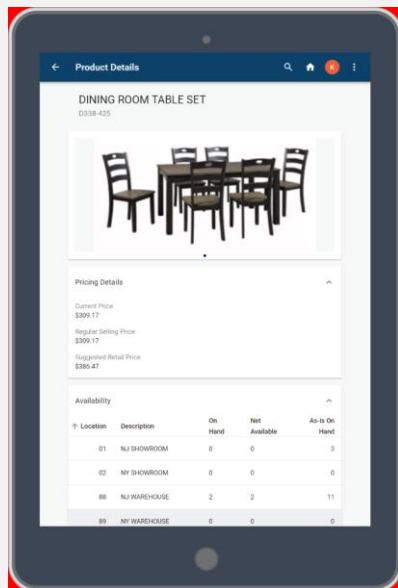 Product Details
K
DINING ROOM TABLE SET
D338-425
Pricing Details
Current Price
$309.17
Regular Selling Price
$309.17
Suggested Retail Price
$386.47
Availability
↑ Location Description On Hand Net Available As-Is On Hand
01 NJ SHOWROOM 0 0 3
02 NY SHOWROOM 0 0 0
88 NJ WAREHOUSE 2 2 11
89 NY WAREHOUSE 0 0 0